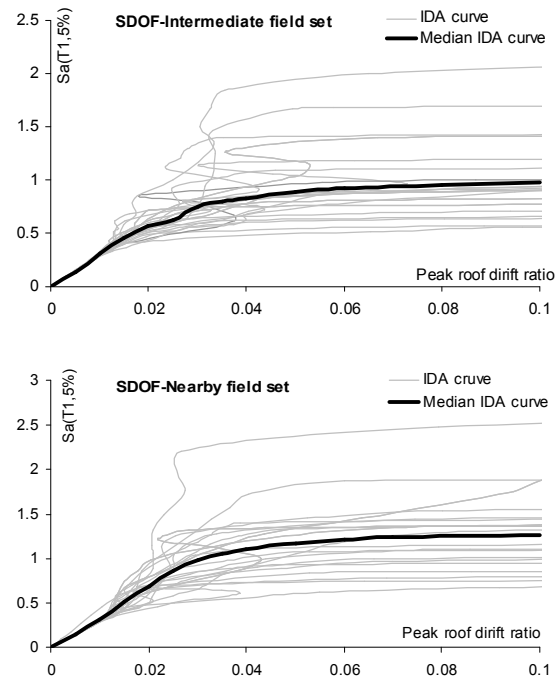 SDOF-Intermediate field set
IDA curve
Median IDA curve
Sa(T1,5%)
2.5
2
1.5
1
0.5
0
Peak roof dirift ratio
0 0.02 0.04 0.06 0.08 0.1
SDOF-Nearby field set
IDA cruve
Median IDA curve
Sa(T1,5%)
3
2.5
2
1.5
1
0.5
0
Peak roof dirift ratio
0 0.02 0.04 0.06 0.08 0.1